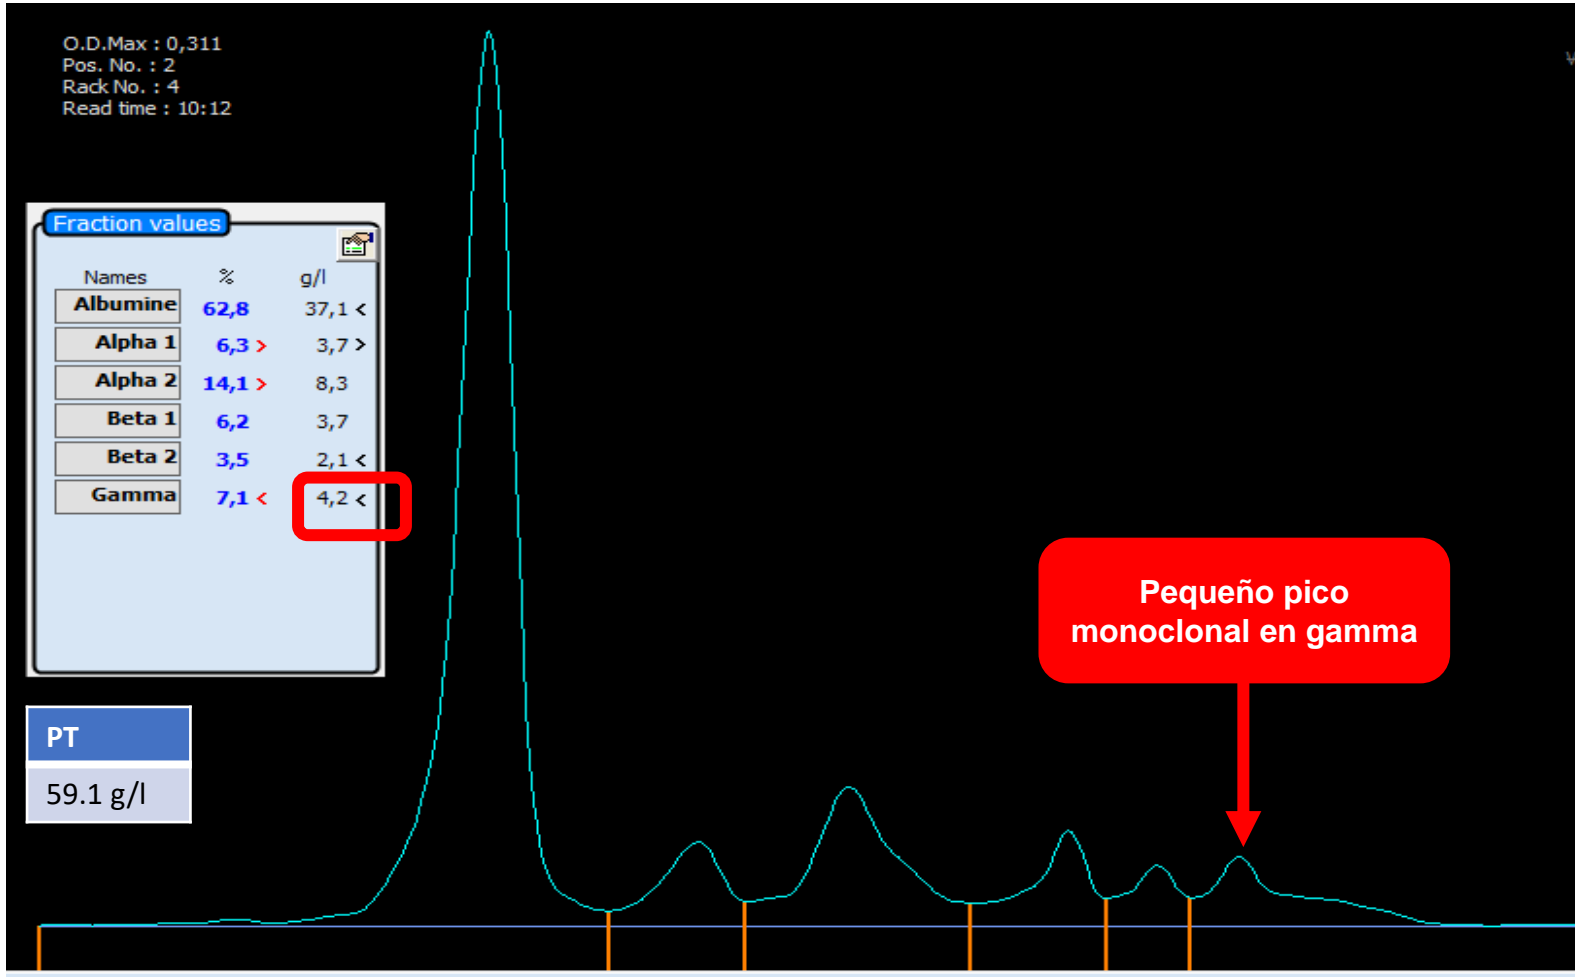 O.D.Max : 0,311
Pos. No. : 2
Rack No. : 4
Read time : 10:12
Fraction values
Names % g/l
Albumine 62,8 37,1 <
Alpha 1 6,3 > 3,7 >
Alpha 2 14,1 > 8,3
Beta 1 6,2 3,7
Beta 2 3,5 2,1 <
Gamma 7,1 < 4,2 <
Pequeño pico
monoclonal en gamma
PT
59.1 g/l